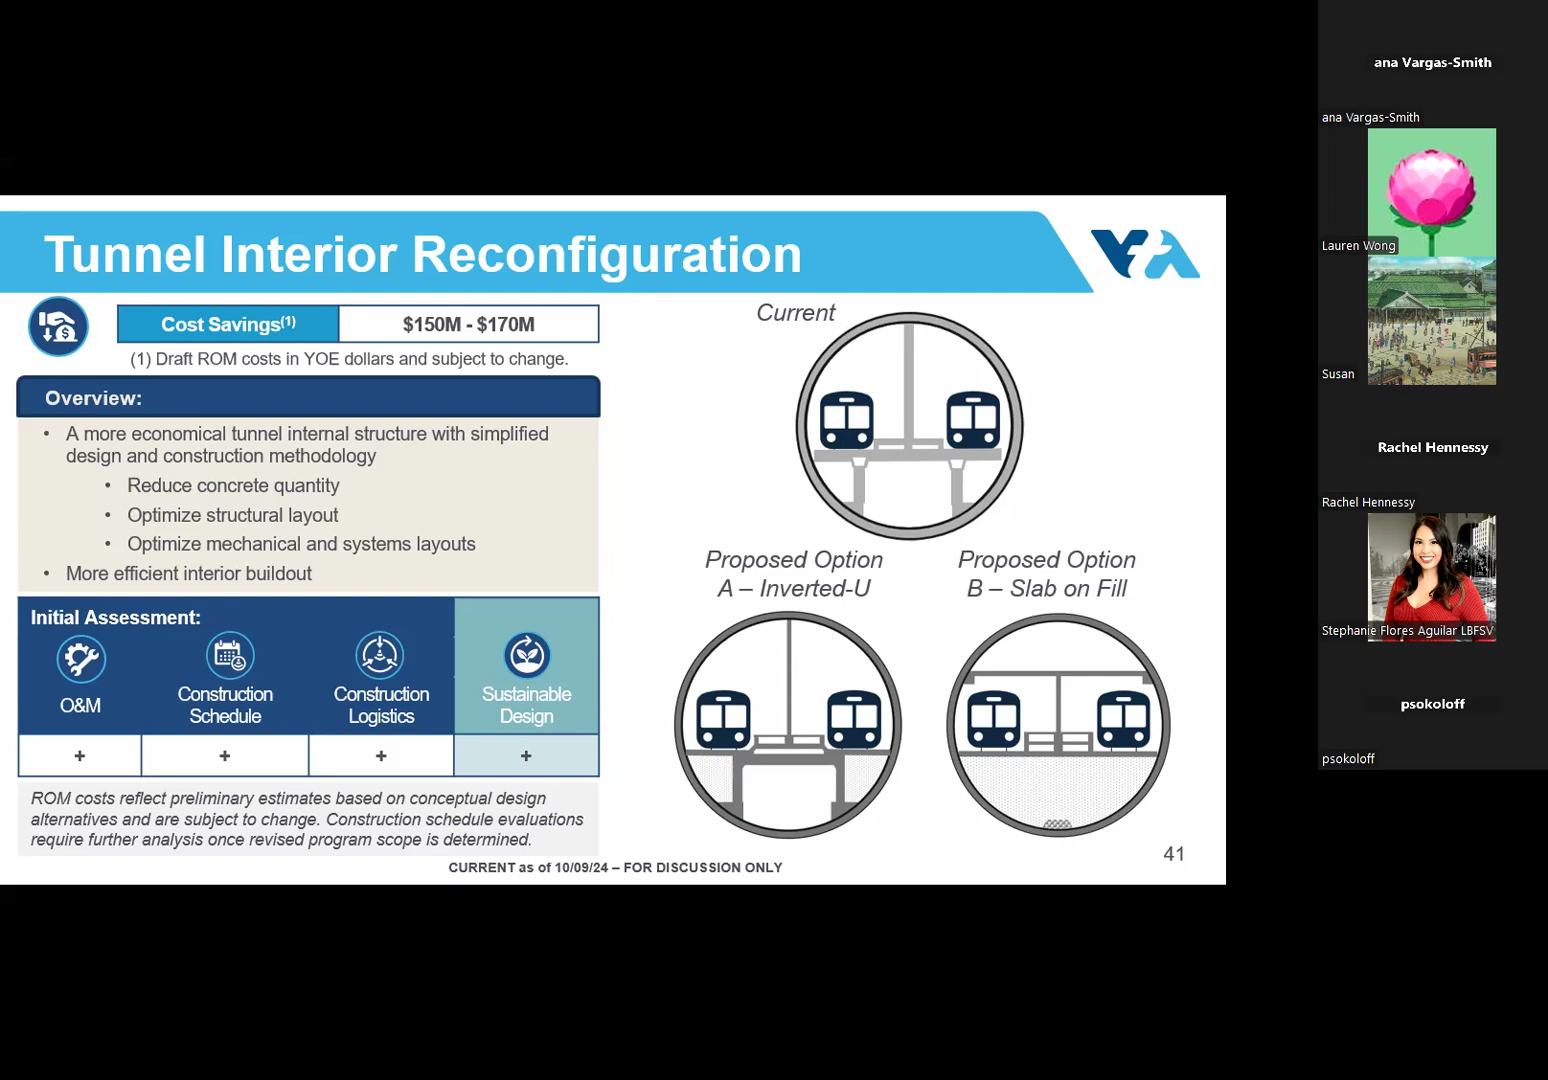 Tunnel Interior Reconfiguration
VTA
Cost Savings(1)
$150M - $170M
(1) Draft ROM costs in YOE dollars and subject to change.
Overview:
• A more economical tunnel internal structure with simplified
design and construction methodology
• Reduce concrete quantity
• Optimize structural layout
• Optimize mechanical and systems layouts
• More efficient interior buildout
Initial Assessment:
O&M
Construction
Schedule
Construction
Logistics
Sustainable
Design
+
+
+
+
ROM costs reflect preliminary estimates based on conceptual design
alternatives and are subject to change. Construction schedule evaluations
require further analysis once revised program scope is determined.
Current
Proposed Option
A – Inverted-U
Proposed Option
B – Slab on Fill
41
CURRENT as of 10/09/24 – FOR DISCUSSION ONLY
ana Vargas-Smith
ana Vargas-Smith
Lauren Wong
Susan
Rachel Hennessy
Rachel Hennessy
Stephanie Flores Aguilar LBFSV
psokoloff
psokoloff